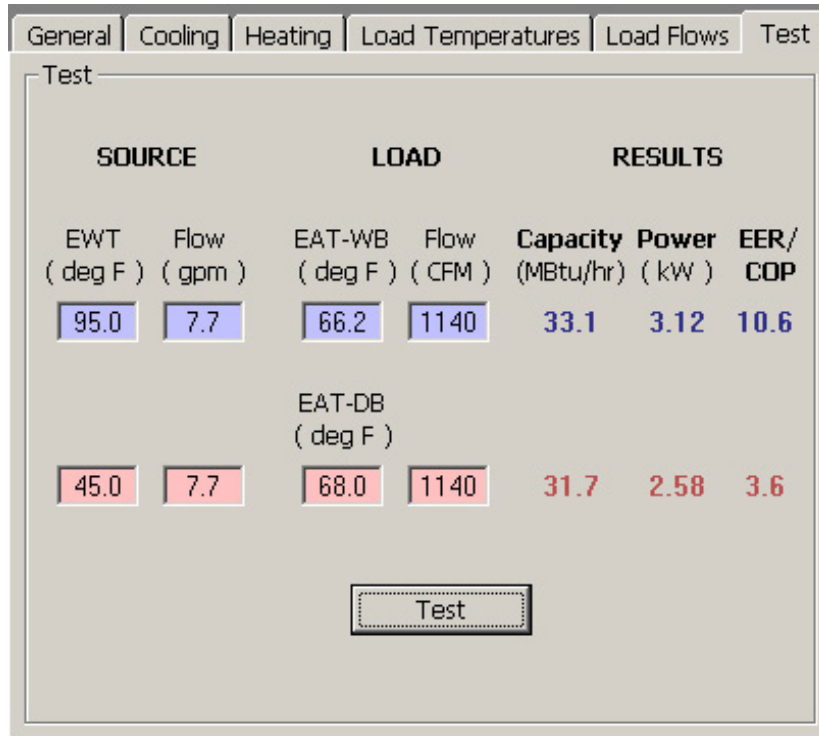 General Cooling Heating Load Temperatures Load Flows Test
Test
SOURCE LOAD RESULTS
EWT Flow EAT-WB Flow Capacity Power EER/
( deg F ) ( gpm ) ( deg F ) ( CFM ) (MBtu/hr) ( kW ) COP
95.0 7.7 66.2 1140 33.1 3.12 10.6
EAT-DB
( deg F )
45.0 7.7 68.0 1140 31.7 2.58 3.6
Test